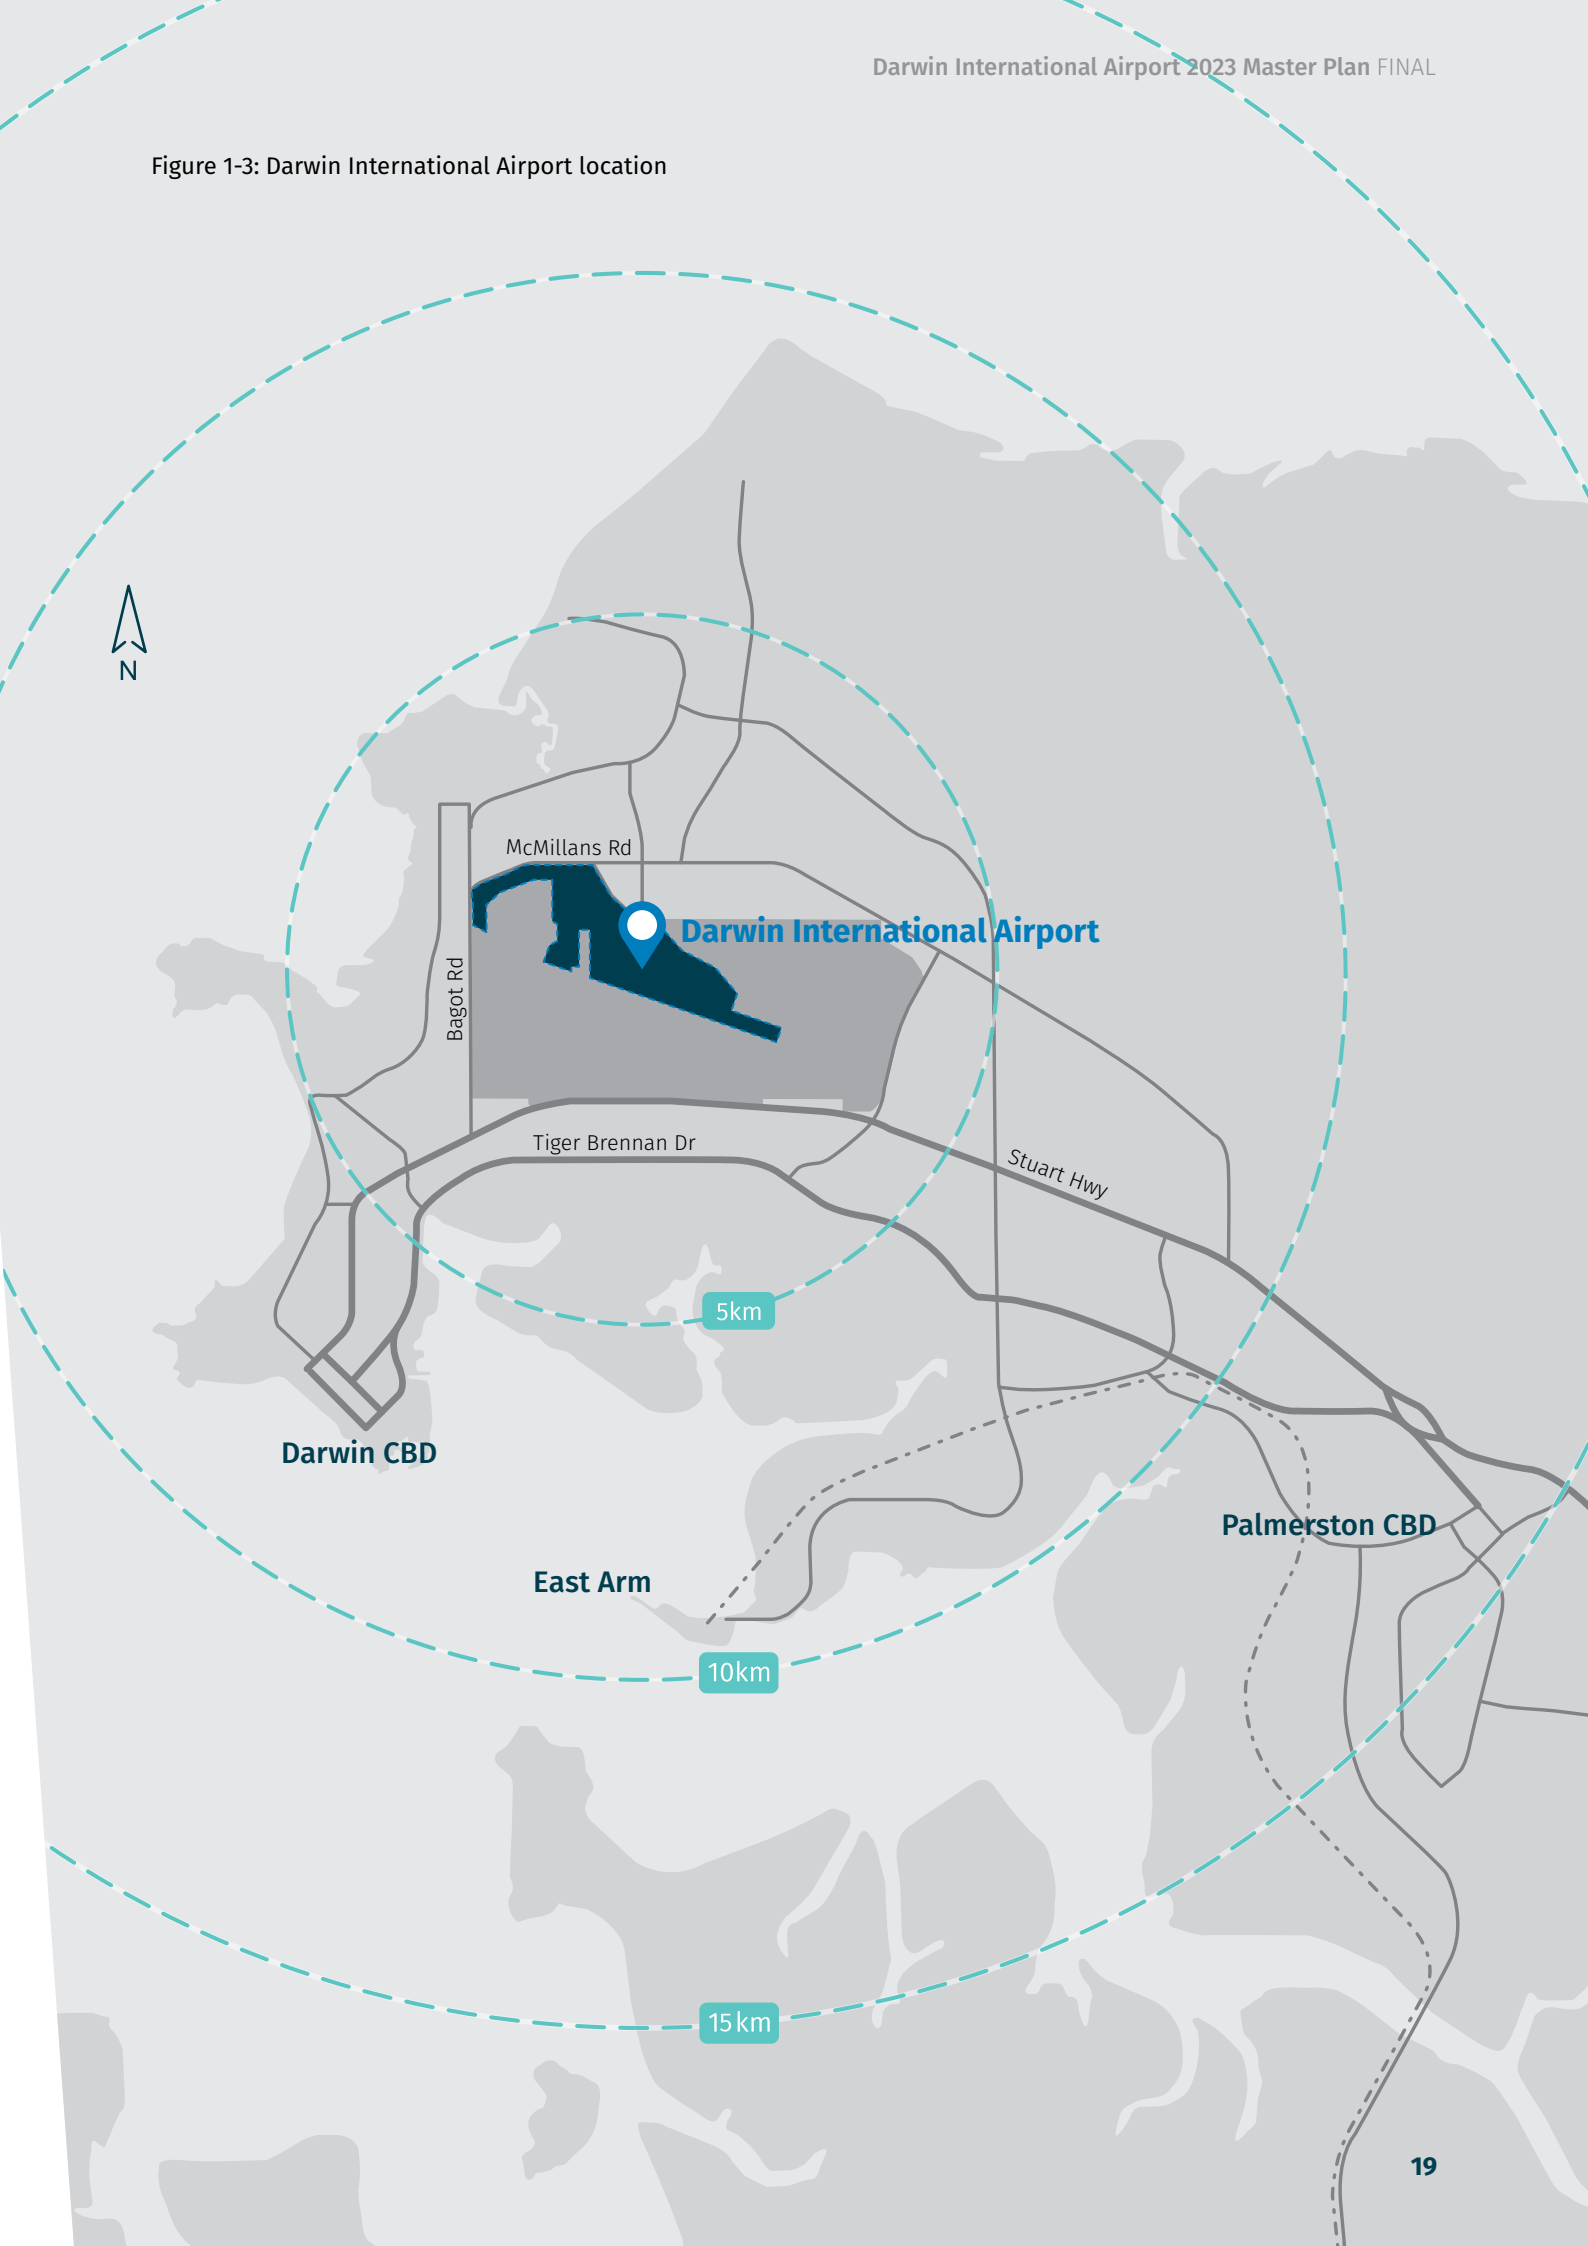 Darwin International Airport 2023 Master Plan FINAL
Figure 1-3: Darwin International Airport location
N
McMillans Rd
Darwin International Airport
Bagot Rd
Tiger Brennan Dr
Stuart Hwy
5km
Darwin CBD
Palmerston CBD
East Arm
10km
15km
19